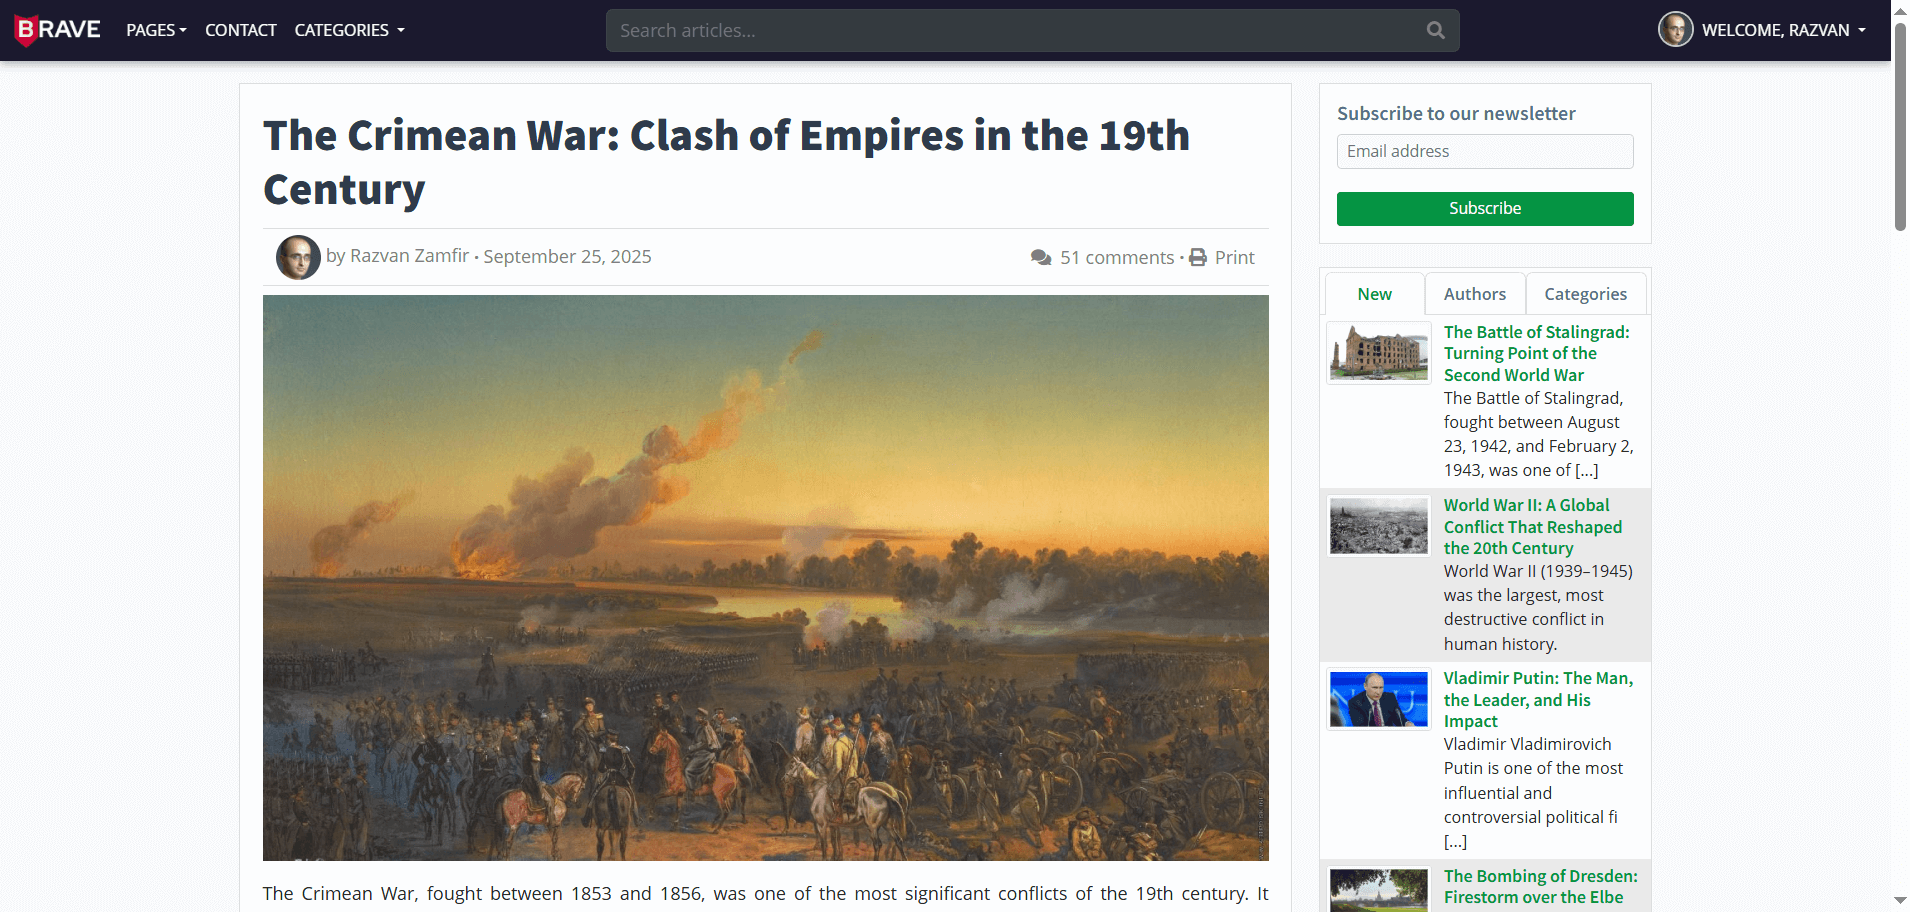 BRAVE
PAGES
CONTACT
CATEGORIES
Search articles...
WELCOME, RAZVAN
The Crimean War: Clash of Empires in the 19th
Century
by Razvan Zamfir · September 25, 2025
51 comments · Print
The Crimean War, fought between 1853 and 1856, was one of the most significant conflicts of the 19th century. It
Subscribe to our newsletter
Email address
Subscribe
New
Authors
Categories
The Battle of Stalingrad:
Turning Point of the
Second World War
The Battle of Stalingrad,
fought between August
23, 1942, and February 2,
1943, was one of [...]
World War II: A Global
Conflict That Reshaped
the 20th Century
World War II (1939–1945)
was the largest, most
destructive conflict in
human history.
Vladimir Putin: The Man,
the Leader, and His
Impact
Vladimir Vladimirovich
Putin is one of the most
influential and
controversial political fi
[...]
The Bombing of Dresden:
Firestorm over the Elbe